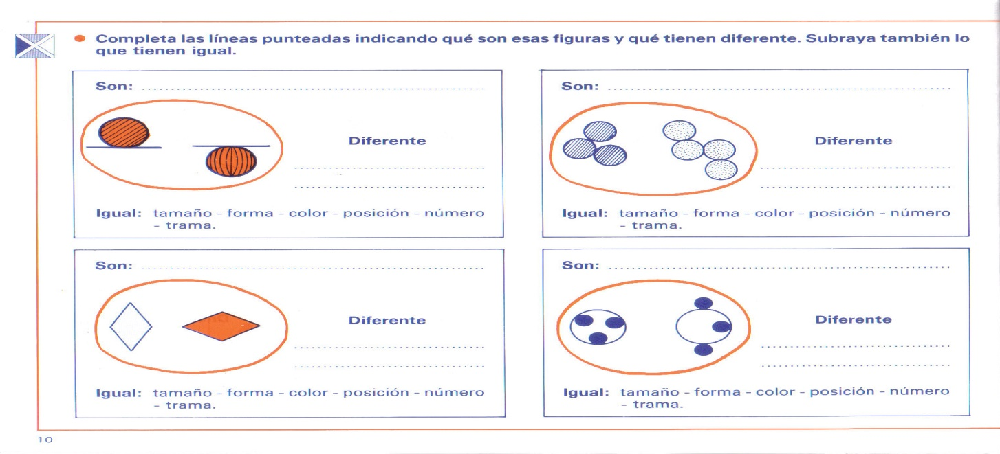 Completa las líneas punteadas indicando qué son esas figuras y qué tienen diferente. Subraya también lo
que tienen igual.
Son: ..........................................................
Diferente
................................
................................
Igual: tamaño - forma - color - posición - número
- trama.
Son: ..........................................................
Diferente
................................
................................
Igual: tamaño - forma - color - posición - número
- trama.
Son: ..........................................................
Diferente
................................
................................
Igual: tamaño - forma - color - posición - número
- trama.
Son: ..........................................................
Diferente
................................
................................
Igual: tamaño - forma - color - posición - número
- trama.
10